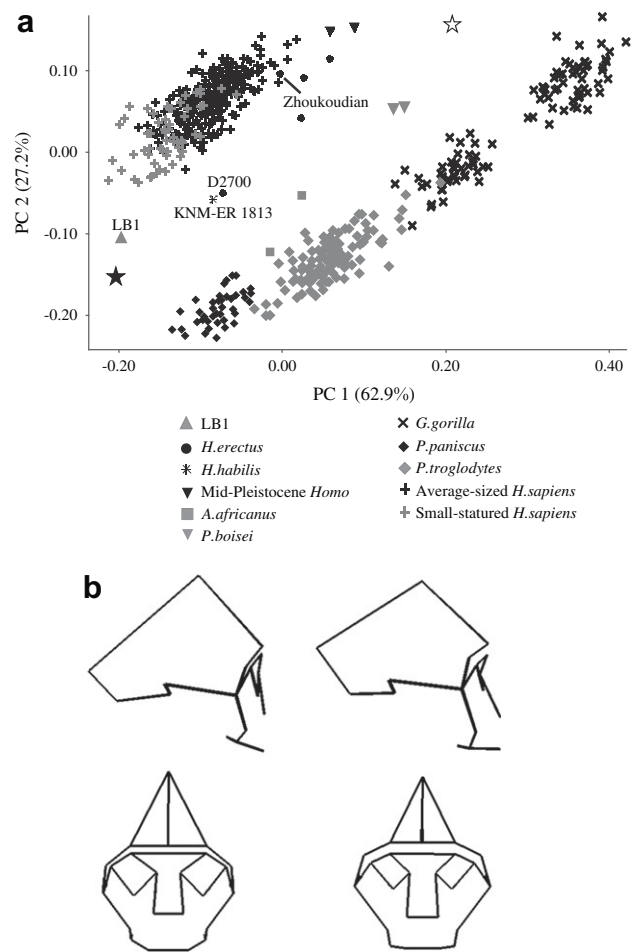 a
0.10
0.00
-0.10
-0.20
PC 2 (27.2%)
Zhoukoudian
D2700
KNM-ER 1813
LB1
-0.20 0.00 0.20 0.40
PC 1 (62.9%)
LB1
H.erectus
H.habilis
Mid-Pleistocene Homo
A.africanus
P.boisei
G.gorilla
P.paniscus
P.troglodytes
Average-sized H.sapiens
Small-statured H.sapiens
b